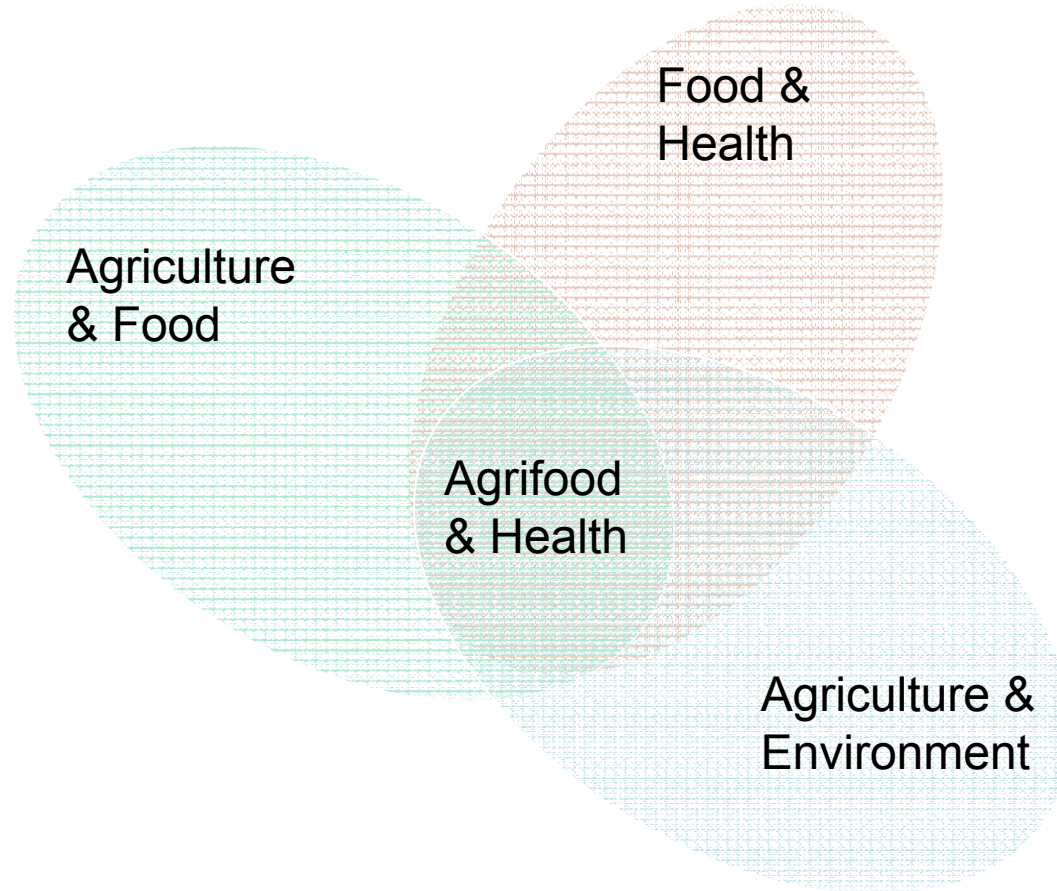 Food &
Health
Agriculture
& Food
Agrifood
& Health
Agriculture &
Environment